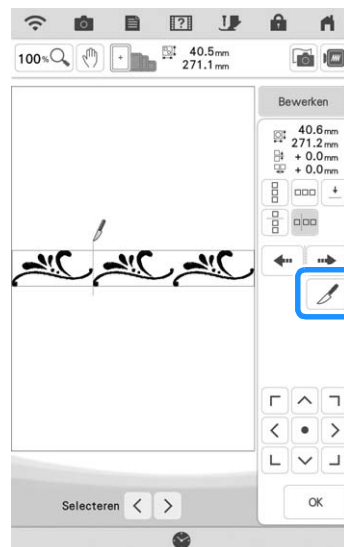 100%
40.5mm
271.1mm
Bewerken
40.6mm
271.2mm
+ 0.0mm
+ 0.0mm
Selecteren
OK